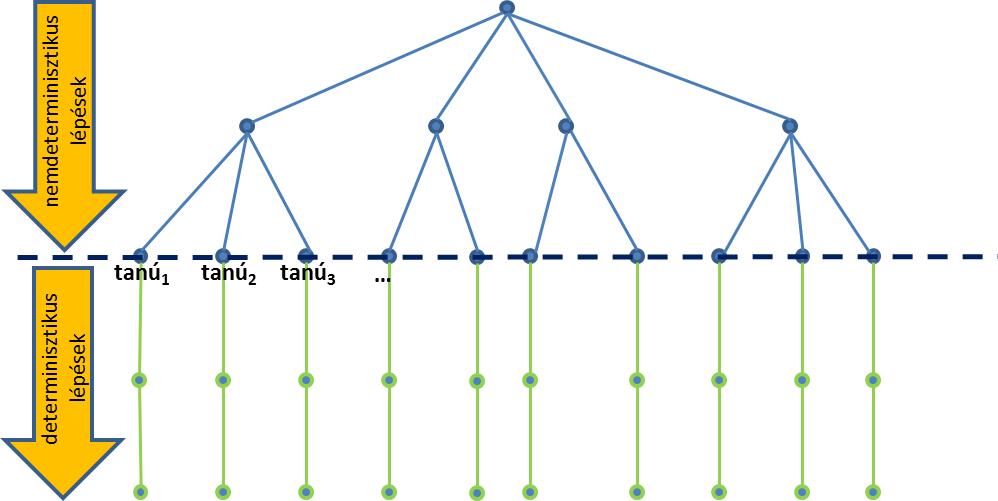 nemdeterminisztikus
lépések
tanú₁ tanú₂ tanú₃ ...
determinisztikus
lépések